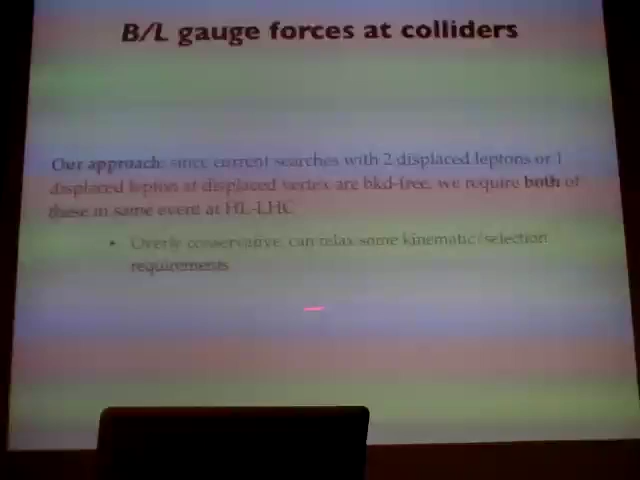 B/L gauge forces at colliders
Our approach: since current searches with 2 displaced leptons or 1
displaced lepton at displaced vertex are bkd-free, we require both of
these in same event at HL-LHC
• Overly conservative, can relax some kinematic/selection
requirements